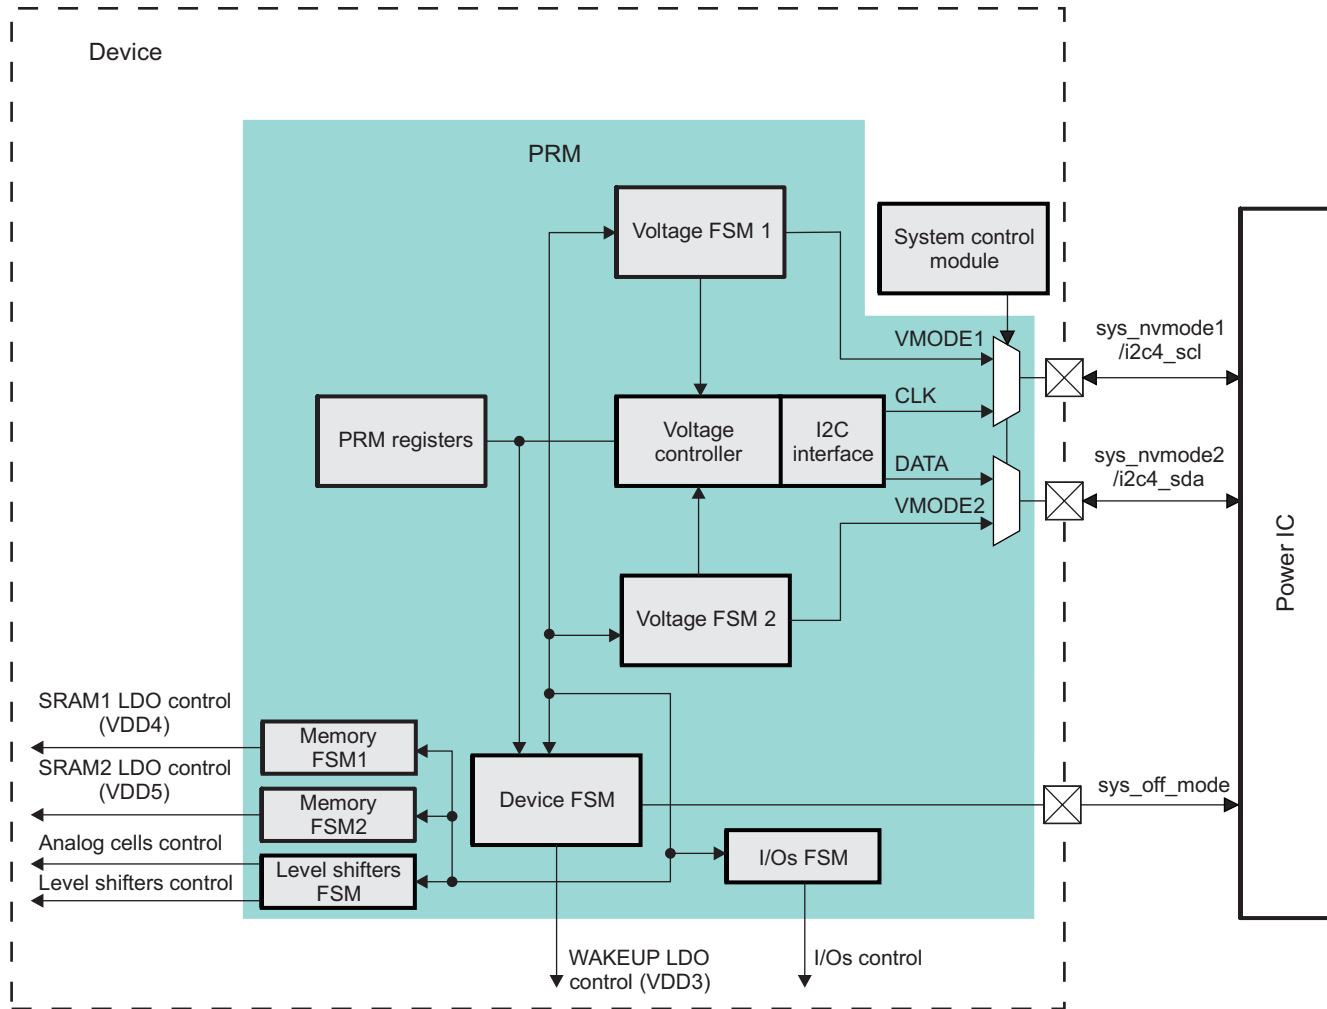 Device
PRM
Voltage FSM 1
System control
module
VMODE1
sys_nvmode1
/i2c4_scl
CLK
PRM registers
Voltage
controller
I2C
interface
DATA
sys_nvmode2
/i2c4_sda
VMODE2
Power IC
Voltage FSM 2
SRAM1 LDO control
(VDD4)
Memory
FSM1
SRAM2 LDO control
(VDD5)
Memory
FSM2
Device FSM
sys_off_mode
Analog cells control
Level shifters control
Level shifters
FSM
I/Os FSM
WAKEUP LDO
control (VDD3)
I/Os control